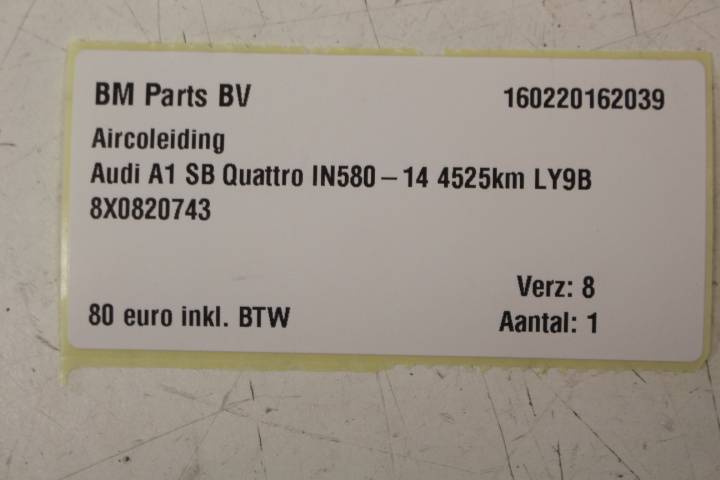 BM Parts BV 160220162039
Aircoleiding
Audi A1 SB Quattro IN580 – 14 4525km LY9B
8X0820743
Verz: 8
80 euro inkl. BTW Aantal: 1